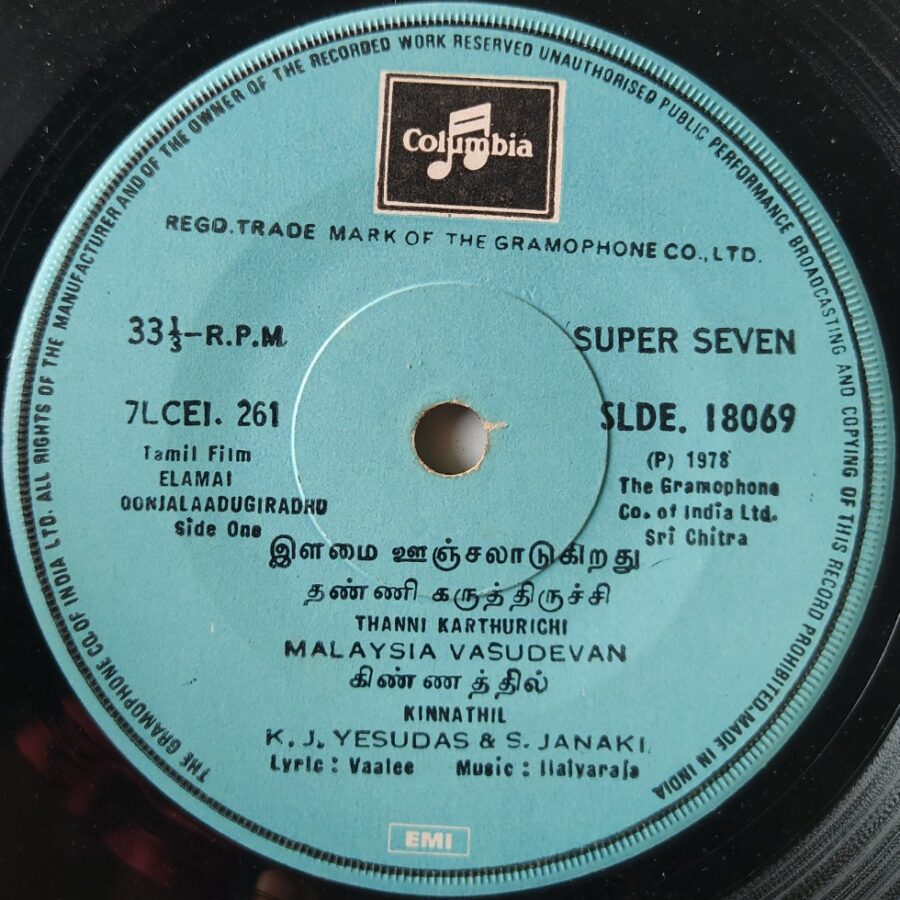 THE GRAMOPHONE CO. OF INDIA LTD. ALL RIGHTS OF THE MANUFACTURER AND OF THE OWNER OF THE RECORDED WORK RESERVED UNAUTHORISED PUBLIC PERFORMANCE BROADCASTING AND COPYING OF THIS RECORD PROHIBITED. MADE IN INDIA
Columbia
REGD. TRADE MARK OF THE GRAMOPHONE CO., LTD.
33⅓-R.P.M.
SUPER SEVEN
7LCEI. 261
SLDE. 18069
Tamil Film
ELAMAI
OONJALAADUGIRADHU
Side One
(P) 1978
The Gramophone
Co. of India Ltd.
Sri Chitra
இளமை ஊஞ்சலாடுகிறது
தண்ணி கருத்திருச்சி
THANNI KARTHURICHI
MALAYSIA VASUDEVAN
கிண்ணத்தில்
KINNATHIL
K. J. YESUDAS & S. JANAKI
Lyric : Vaalee Music : Ilaiyaraja
EMI